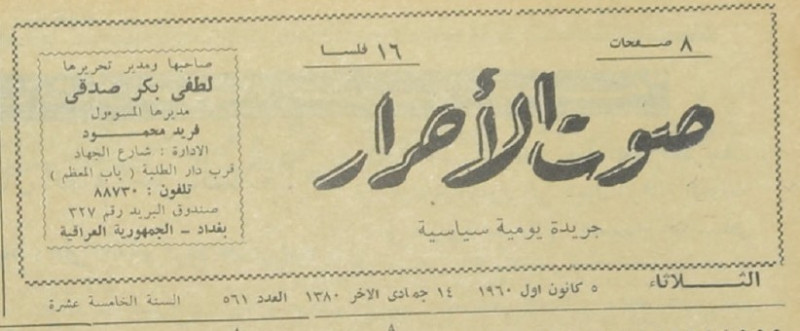 ٨ صفحات
١٦ فلسا
صوت الأحرار
جريدة يومية سياسية
صاحبها ومدير تحريرها
لطفي بكر صدقي
مديرها المسوءول
فريد محمود
الادارة : شارع الجهاد
قرب دار الطلبة ( باب المعظم )
تلفون : ٨٨٧٣٠
صندوق البريد رقم ٣٢٧
بغداد - الجمهورية العراقية
الثلاثاء ٥ كانون اول ١٩٦٠ ١٤ جمادى الاخر ١٣٨٠ العدد ٥٦١ السنة الخامسة عشرة